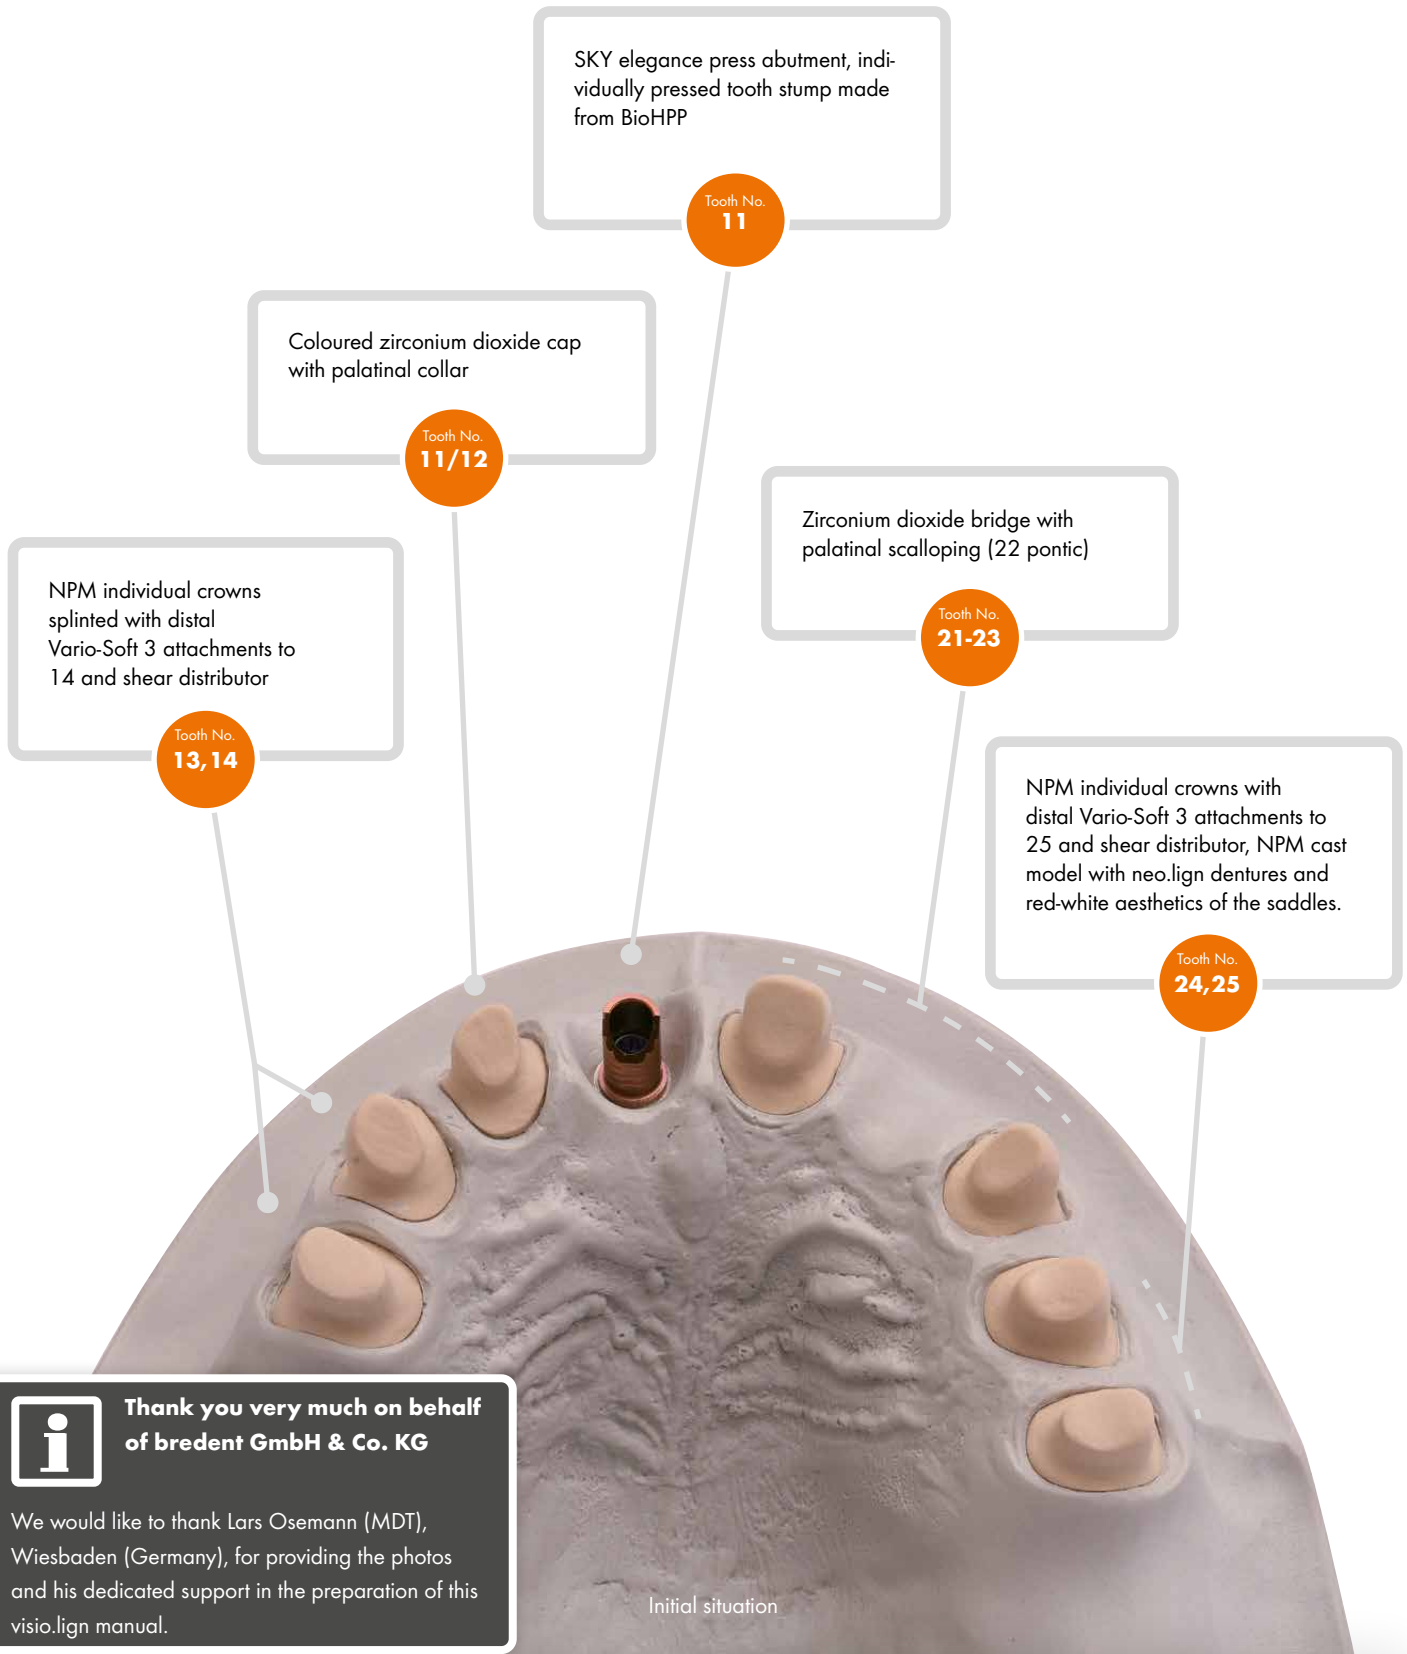 SKY elegance press abutment, indi-
vidually pressed tooth stump made
from BioHPP
Tooth No.
11
Coloured zirconium dioxide cap
with palatinal collar
Tooth No.
11/12
Zirconium dioxide bridge with
palatinal scalloping (22 pontic)
Tooth No.
21-23
NPM individual crowns
splinted with distal
Vario-Soft 3 attachments to
14 and shear distributor
Tooth No.
13,14
NPM individual crowns with
distal Vario-Soft 3 attachments to
25 and shear distributor, NPM cast
model with neo.lign dentures and
red-white aesthetics of the saddles.
Tooth No.
24,25
Thank you very much on behalf
of bredent GmbH & Co. KG
We would like to thank Lars Osemann (MDT),
Wiesbaden (Germany), for providing the photos
and his dedicated support in the preparation of this
visio.lign manual.
Initial situation